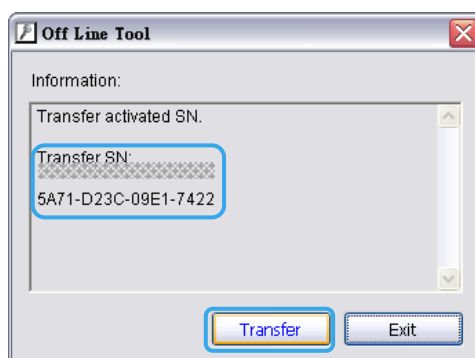 Off Line Tool
Information:
Transfer activated SN.
Transfer SN:
5A71-D23C-09E1-7422
Transfer
Exit